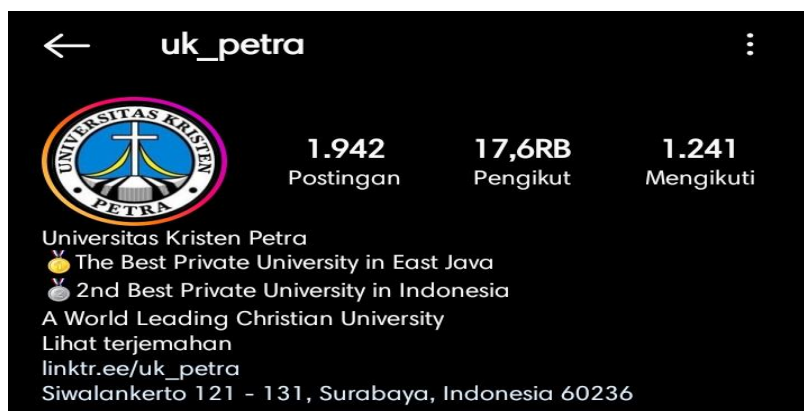 uk_petra
UNIVERSITAS KRISTEN
PETRA
1.942 17,6RB 1.241
Postingan Pengikut Mengikuti
Universitas Kristen Petra
🥇The Best Private University in East Java
🥈2nd Best Private University in Indonesia
A World Leading Christian University
Lihat terjemahan
linktr.ee/uk_petra
Siwalankerto 121 - 131, Surabaya, Indonesia 60236